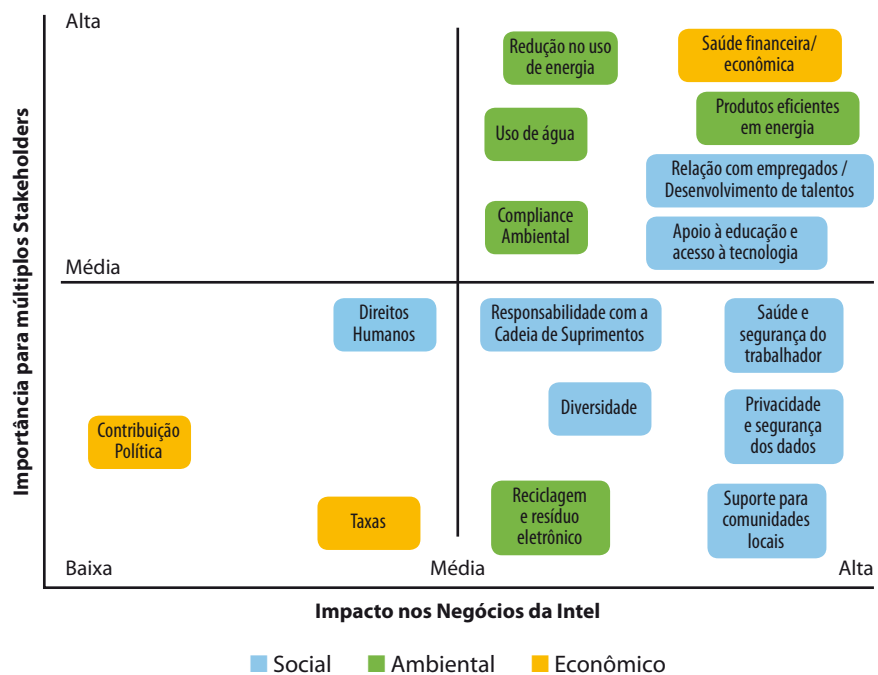 Alta
Redução no uso
de energia
Saúde financeira/
econômica
Produtos eficientes
em energia
Uso de água
Relação com empregados /
Desenvolvimento de talentos
Compliance
Ambiental
Apoio à educação e
acesso à tecnologia
Média
Direitos
Humanos
Responsabilidade com a
Cadeia de Suprimentos
Saúde e
segurança do
trabalhador
Diversidade
Privacidade
e segurança
dos dados
Contribuição
Política
Taxas
Reciclagem
e resíduo
eletrônico
Suporte para
comunidades
locais
Baixa
Média
Alta
Importância para múltiplos Stakeholders
Impacto nos Negócios da Intel
Social
Ambiental
Econômico